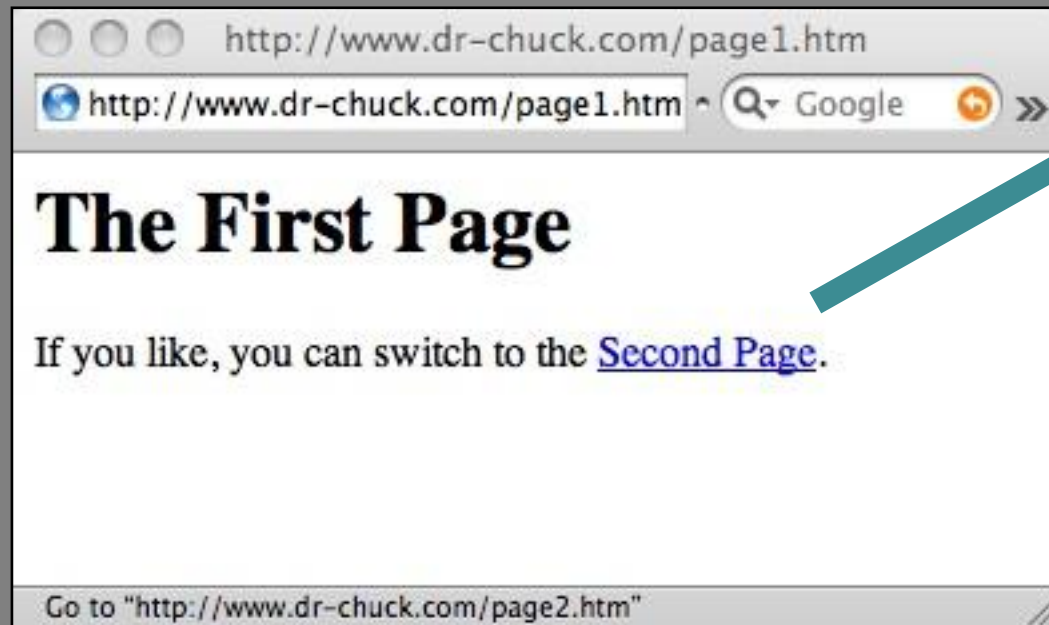 http://www.dr-chuck.com/page1.htm
http://www.dr-chuck.com/page1.htm Google
The First Page
If you like, you can switch to the Second Page.
Go to "http://www.dr-chuck.com/page2.htm"